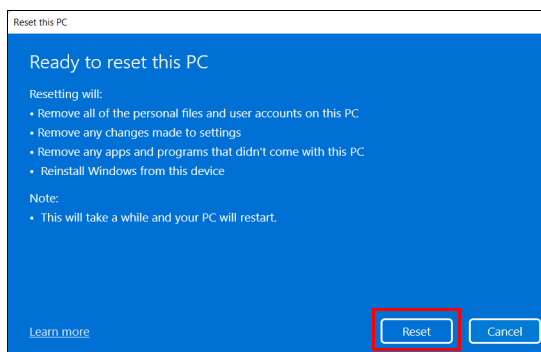 Reset this PC
Ready to reset this PC
Resetting will:
• Remove all of the personal files and user accounts on this PC
• Remove any changes made to settings
• Remove any apps and programs that didn't come with this PC
• Reinstall Windows from this device
Note:
• This will take a while and your PC will restart.
Learn more
Reset
Cancel